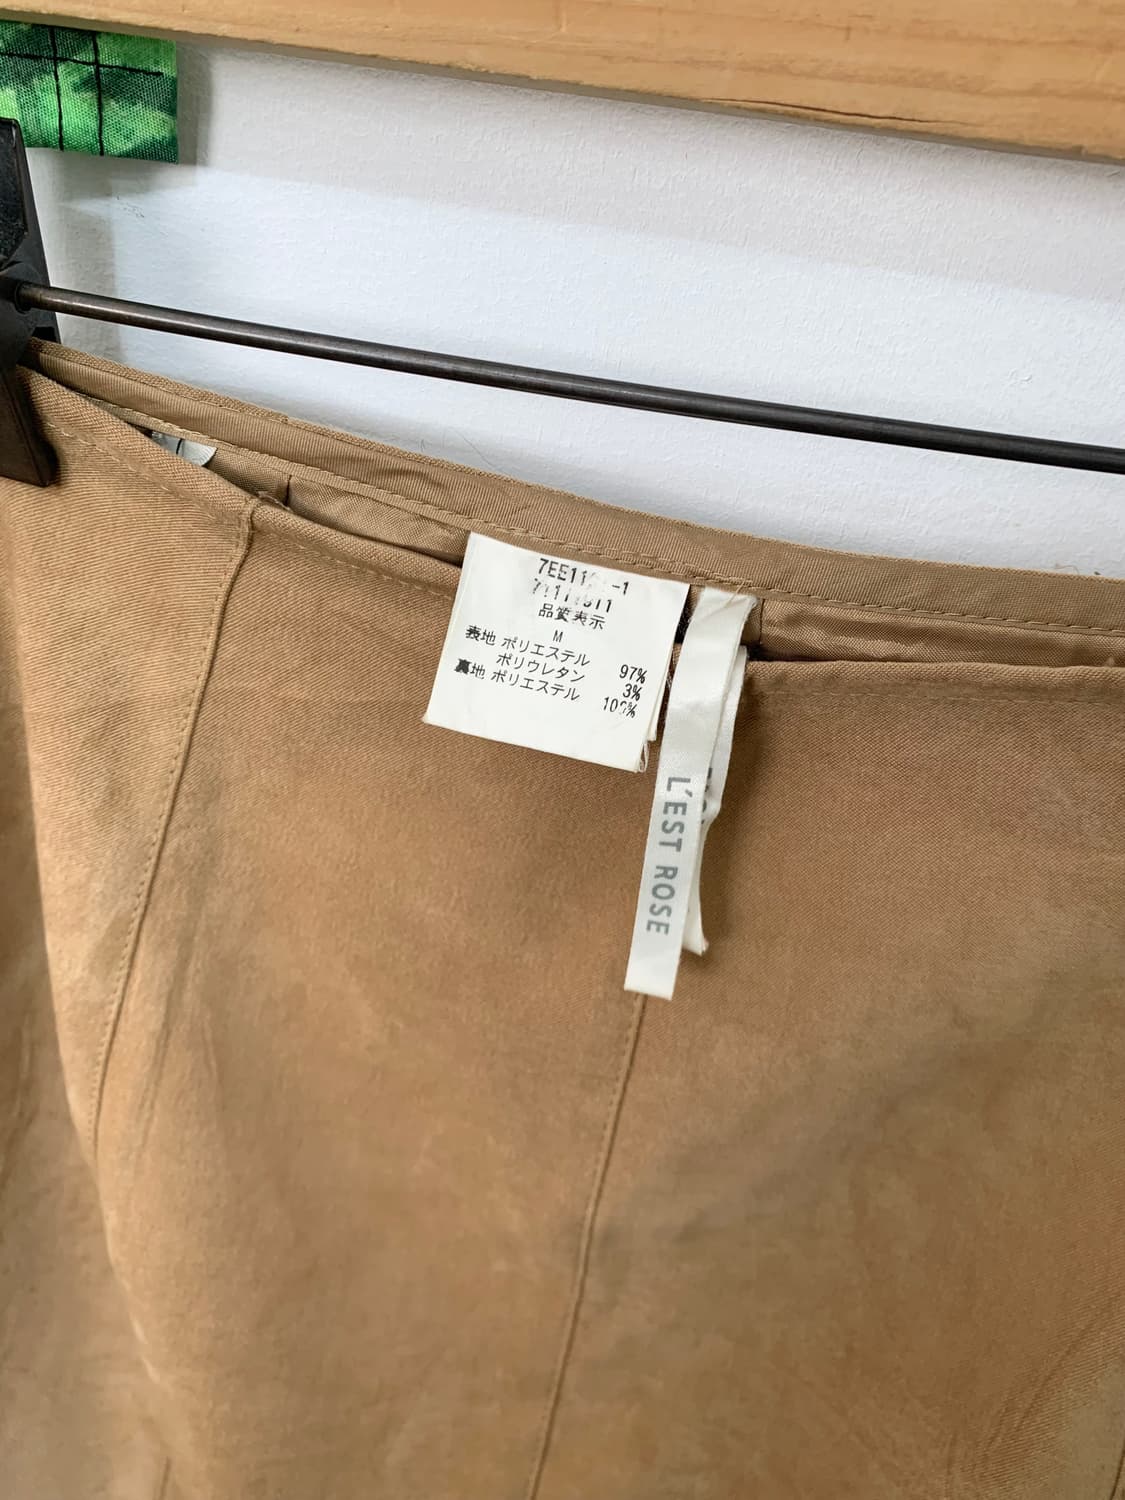 品質表示
M
表地 ポリエステル 97%
ポリウレタン 3%
裏地 ポリエステル 100%
L'EST ROSE